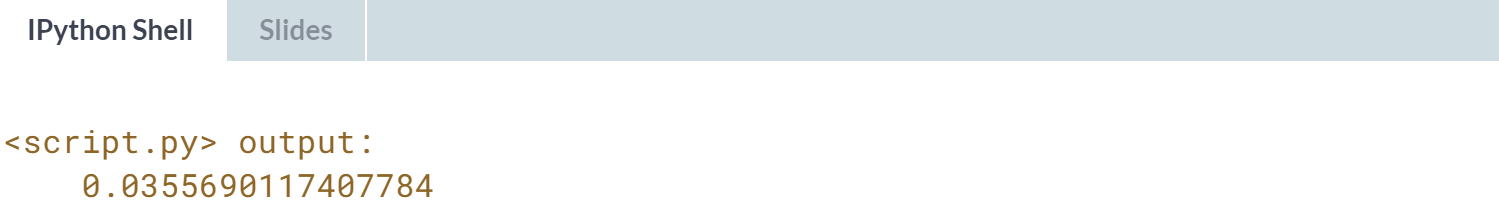 IPython Shell Slides
<script.py> output:
0.0355690117407784